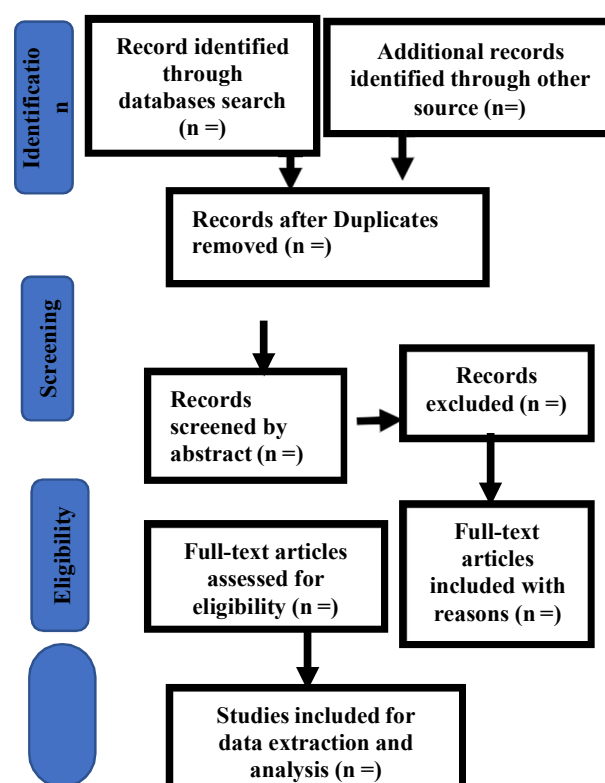 Identificatio
n
Record identified
through
databases search
(n =)
Additional records
identified through other
source (n=)
Records after Duplicates
removed (n =)
Screening
Records
screened by
abstract (n =)
Records
excluded (n =)
Eligibility
Full-text articles
assessed for
eligibility (n =)
Full-text
articles
included with
reasons (n =)
Studies included for
data extraction and
analysis (n =)